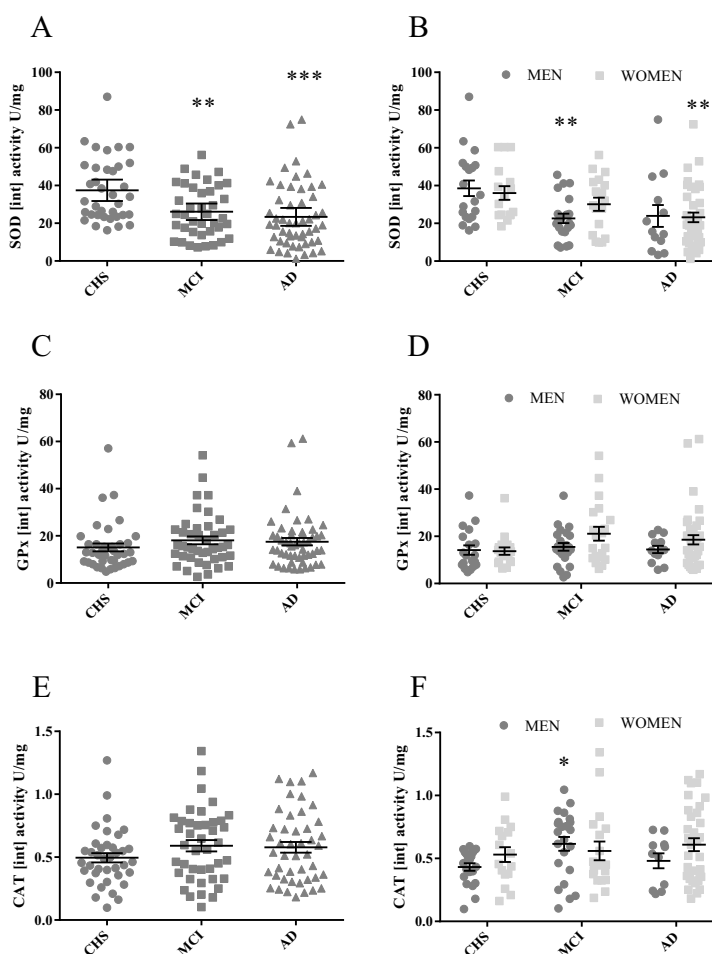 A
SOD [int] activity U/mg
100
80
60
40
20
0
**
***
CHS
MCI
AD
B
MEN
WOMEN
SOD [int] activity U/mg
100
80
60
40
20
0
**
**
CHS
MCI
AD
C
GPx [int] activity U/mg
80
60
40
20
0
CHS
MCI
AD
D
MEN
WOMEN
GPx [int] activity U/mg
80
60
40
20
0
CHS
MCI
AD
E
CAT [int] activity U/mg
1.5
1.0
0.5
0.0
CHS
MCI
AD
F
MEN
WOMEN
CAT [int] activity U/mg
1.5
1.0
0.5
0.0
*
CHS
MCI
AD